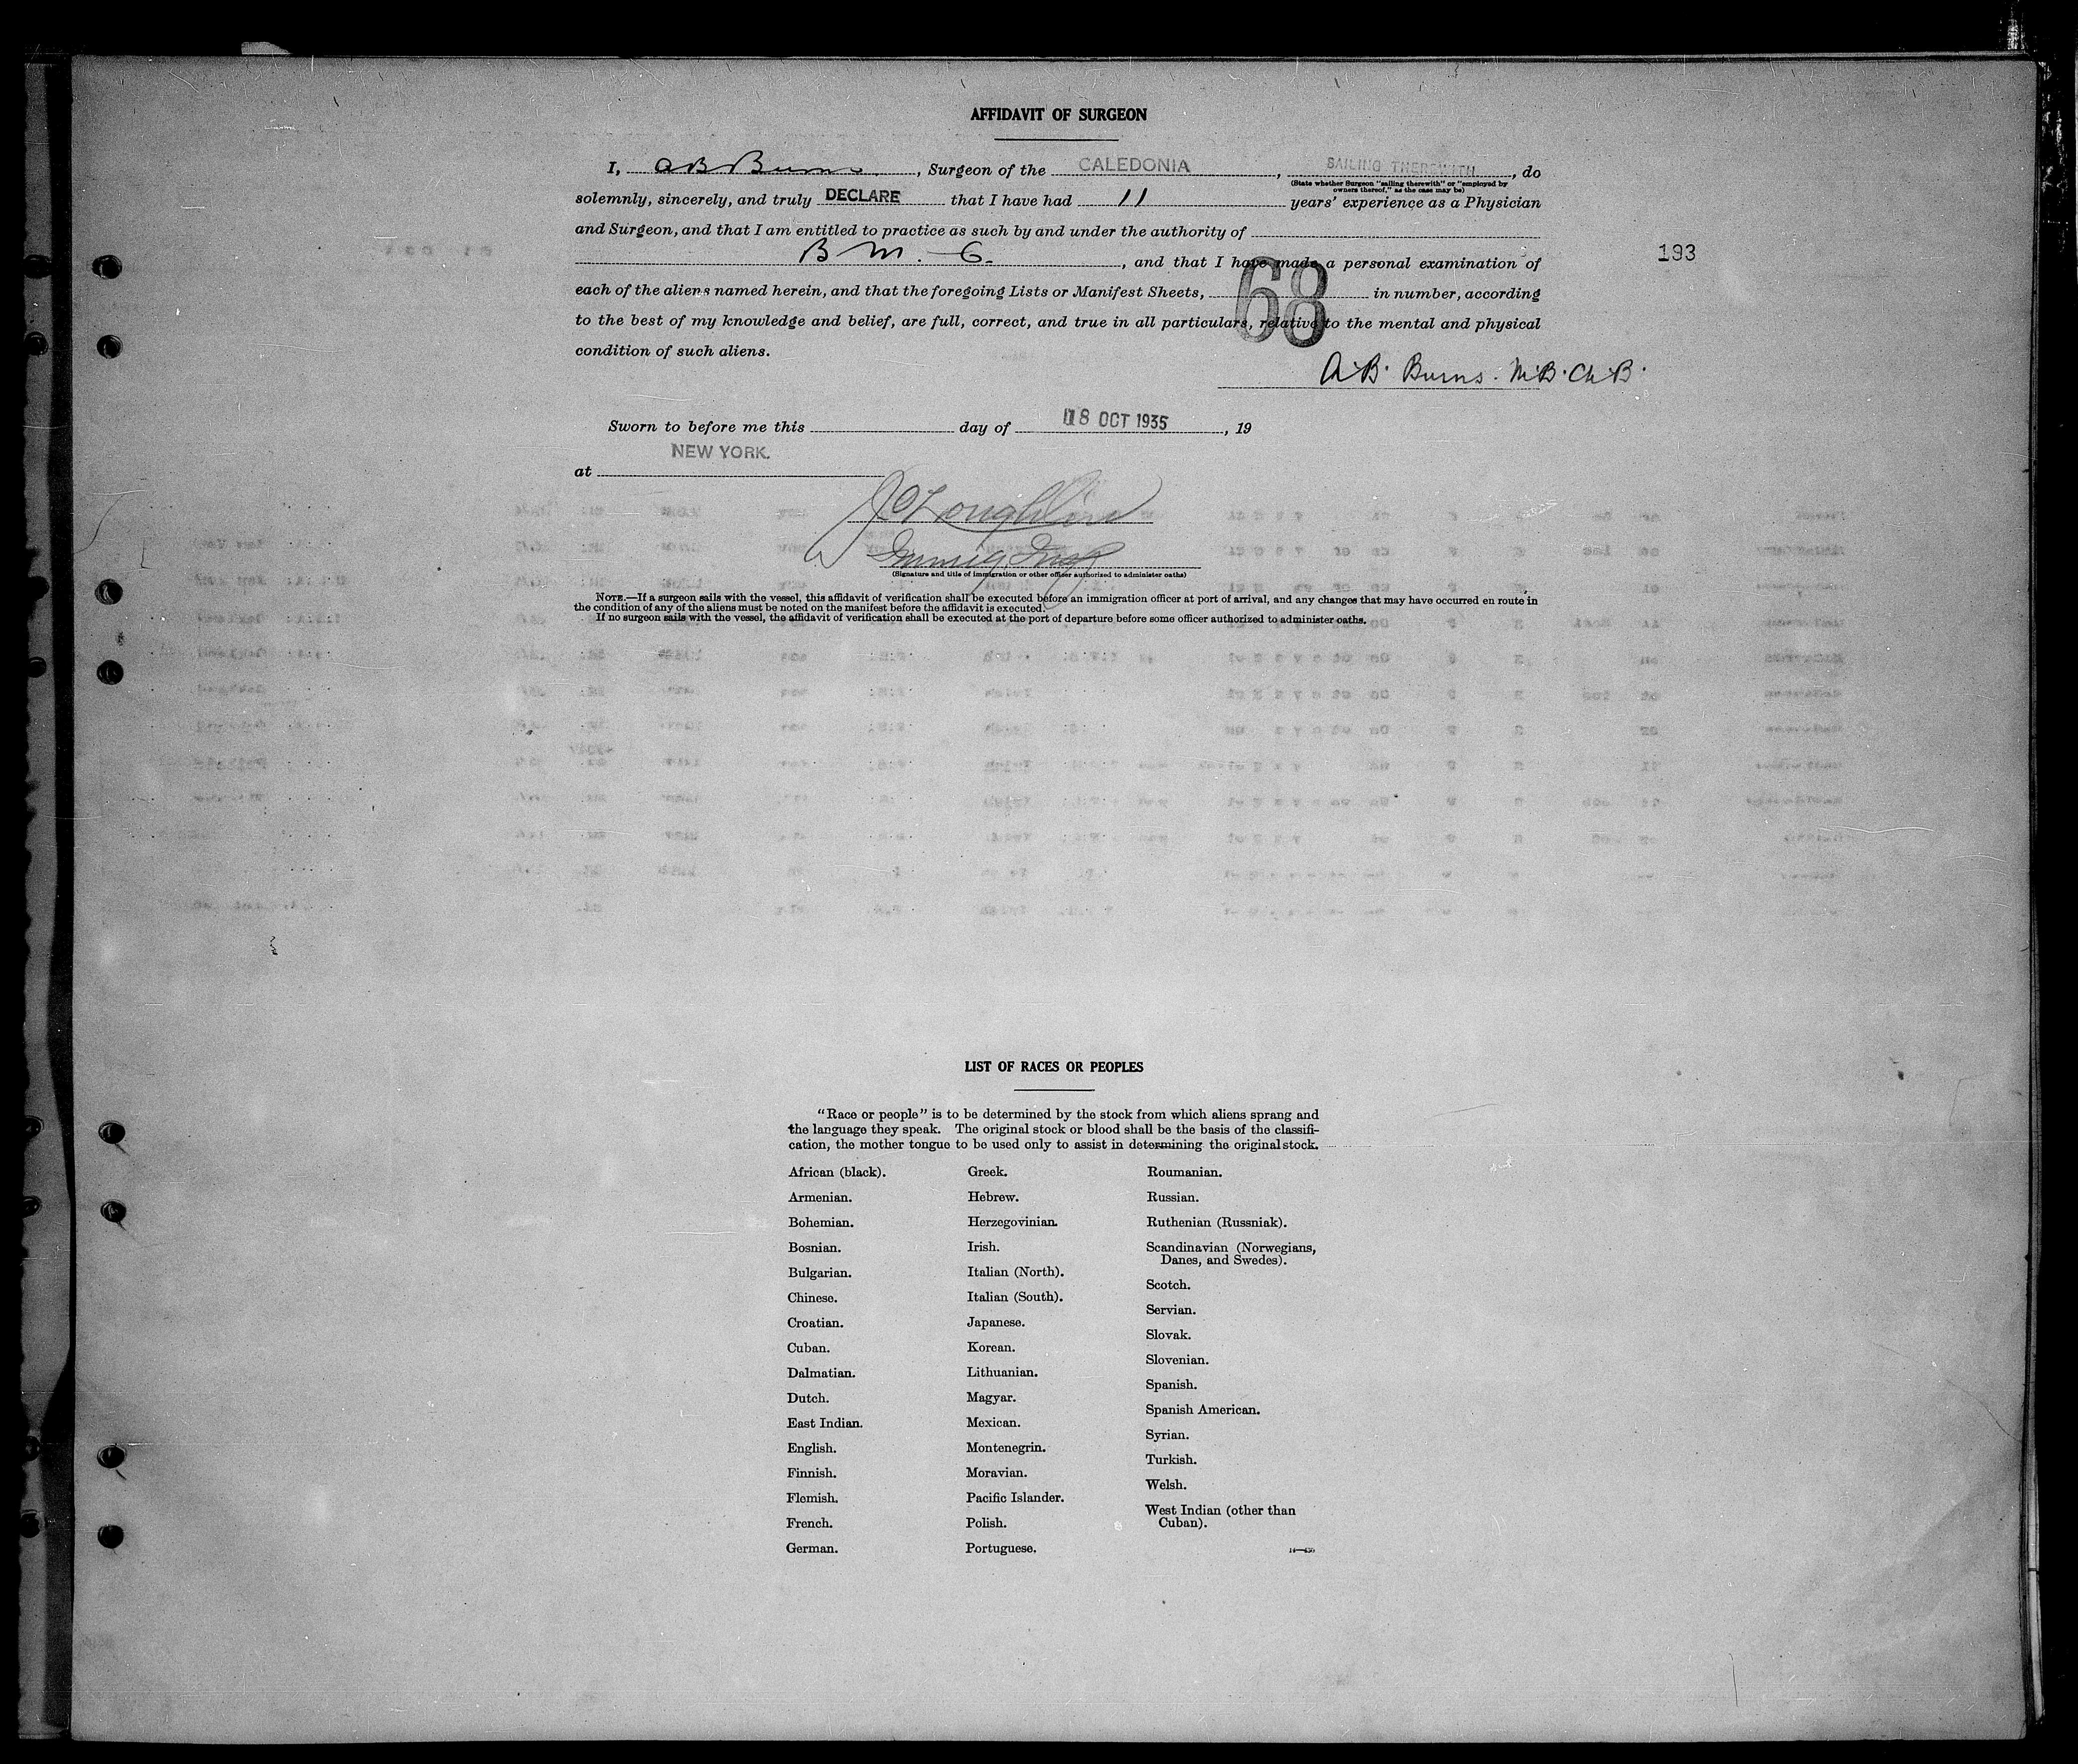 AFFIDAVIT OF SURGEON
I, A B Burns, Surgeon of the CALEDONIA, SAILING THEREWITH, do
(State whether Surgeon "sailing therewith" or "employed by
owners thereof," as the case may be)
solemnly, sincerely, and truly DECLARE that I have had 11 years' experience as a Physician
and Surgeon, and that I am entitled to practice as such by and under the authority of
193
B M. C., and that I have made a personal examination of
each of the aliens named herein, and that the foregoing Lists or Manifest Sheets, 68 in number, according
to the best of my knowledge and belief, are full, correct, and true in all particulars, relative to the mental and physical
condition of such aliens.
A.B. Burns. M.B. Ch.B.
Sworn to before me this day of 18 OCT 1935, 19
NEW YORK.
at
Immig Insp
(Signature and title of immigration or other officer authorized to administer oaths)
NOTE.—If a surgeon sails with the vessel, this affidavit of verification shall be executed before an immigration officer at port of arrival, and any changes that may have occurred en route in
the condition of any of the aliens must be noted on the manifest before the affidavit is executed.
If no surgeon sails with the vessel, the affidavit of verification shall be executed at the port of departure before some officer authorized to administer oaths.
LIST OF RACES OR PEOPLES
"Race or people" is to be determined by the stock from which aliens sprang and
the language they speak. The original stock or blood shall be the basis of the classifi-
cation, the mother tongue to be used only to assist in determining the original stock.
African (black).
Armenian.
Bohemian.
Bosnian.
Bulgarian.
Chinese.
Croatian.
Cuban.
Dalmatian.
Dutch.
East Indian.
English.
Finnish.
Flemish.
French.
German.
Greek.
Hebrew.
Herzegovinian.
Irish.
Italian (North).
Italian (South).
Japanese.
Korean.
Lithuanian.
Magyar.
Mexican.
Montenegrin.
Moravian.
Pacific Islander.
Polish.
Portuguese.
Roumanian.
Russian.
Ruthenian (Russniak).
Scandinavian (Norwegians,
Danes, and Swedes).
Scotch.
Servian.
Slovak.
Slovenian.
Spanish.
Spanish American.
Syrian.
Turkish.
Welsh.
West Indian (other than
Cuban).